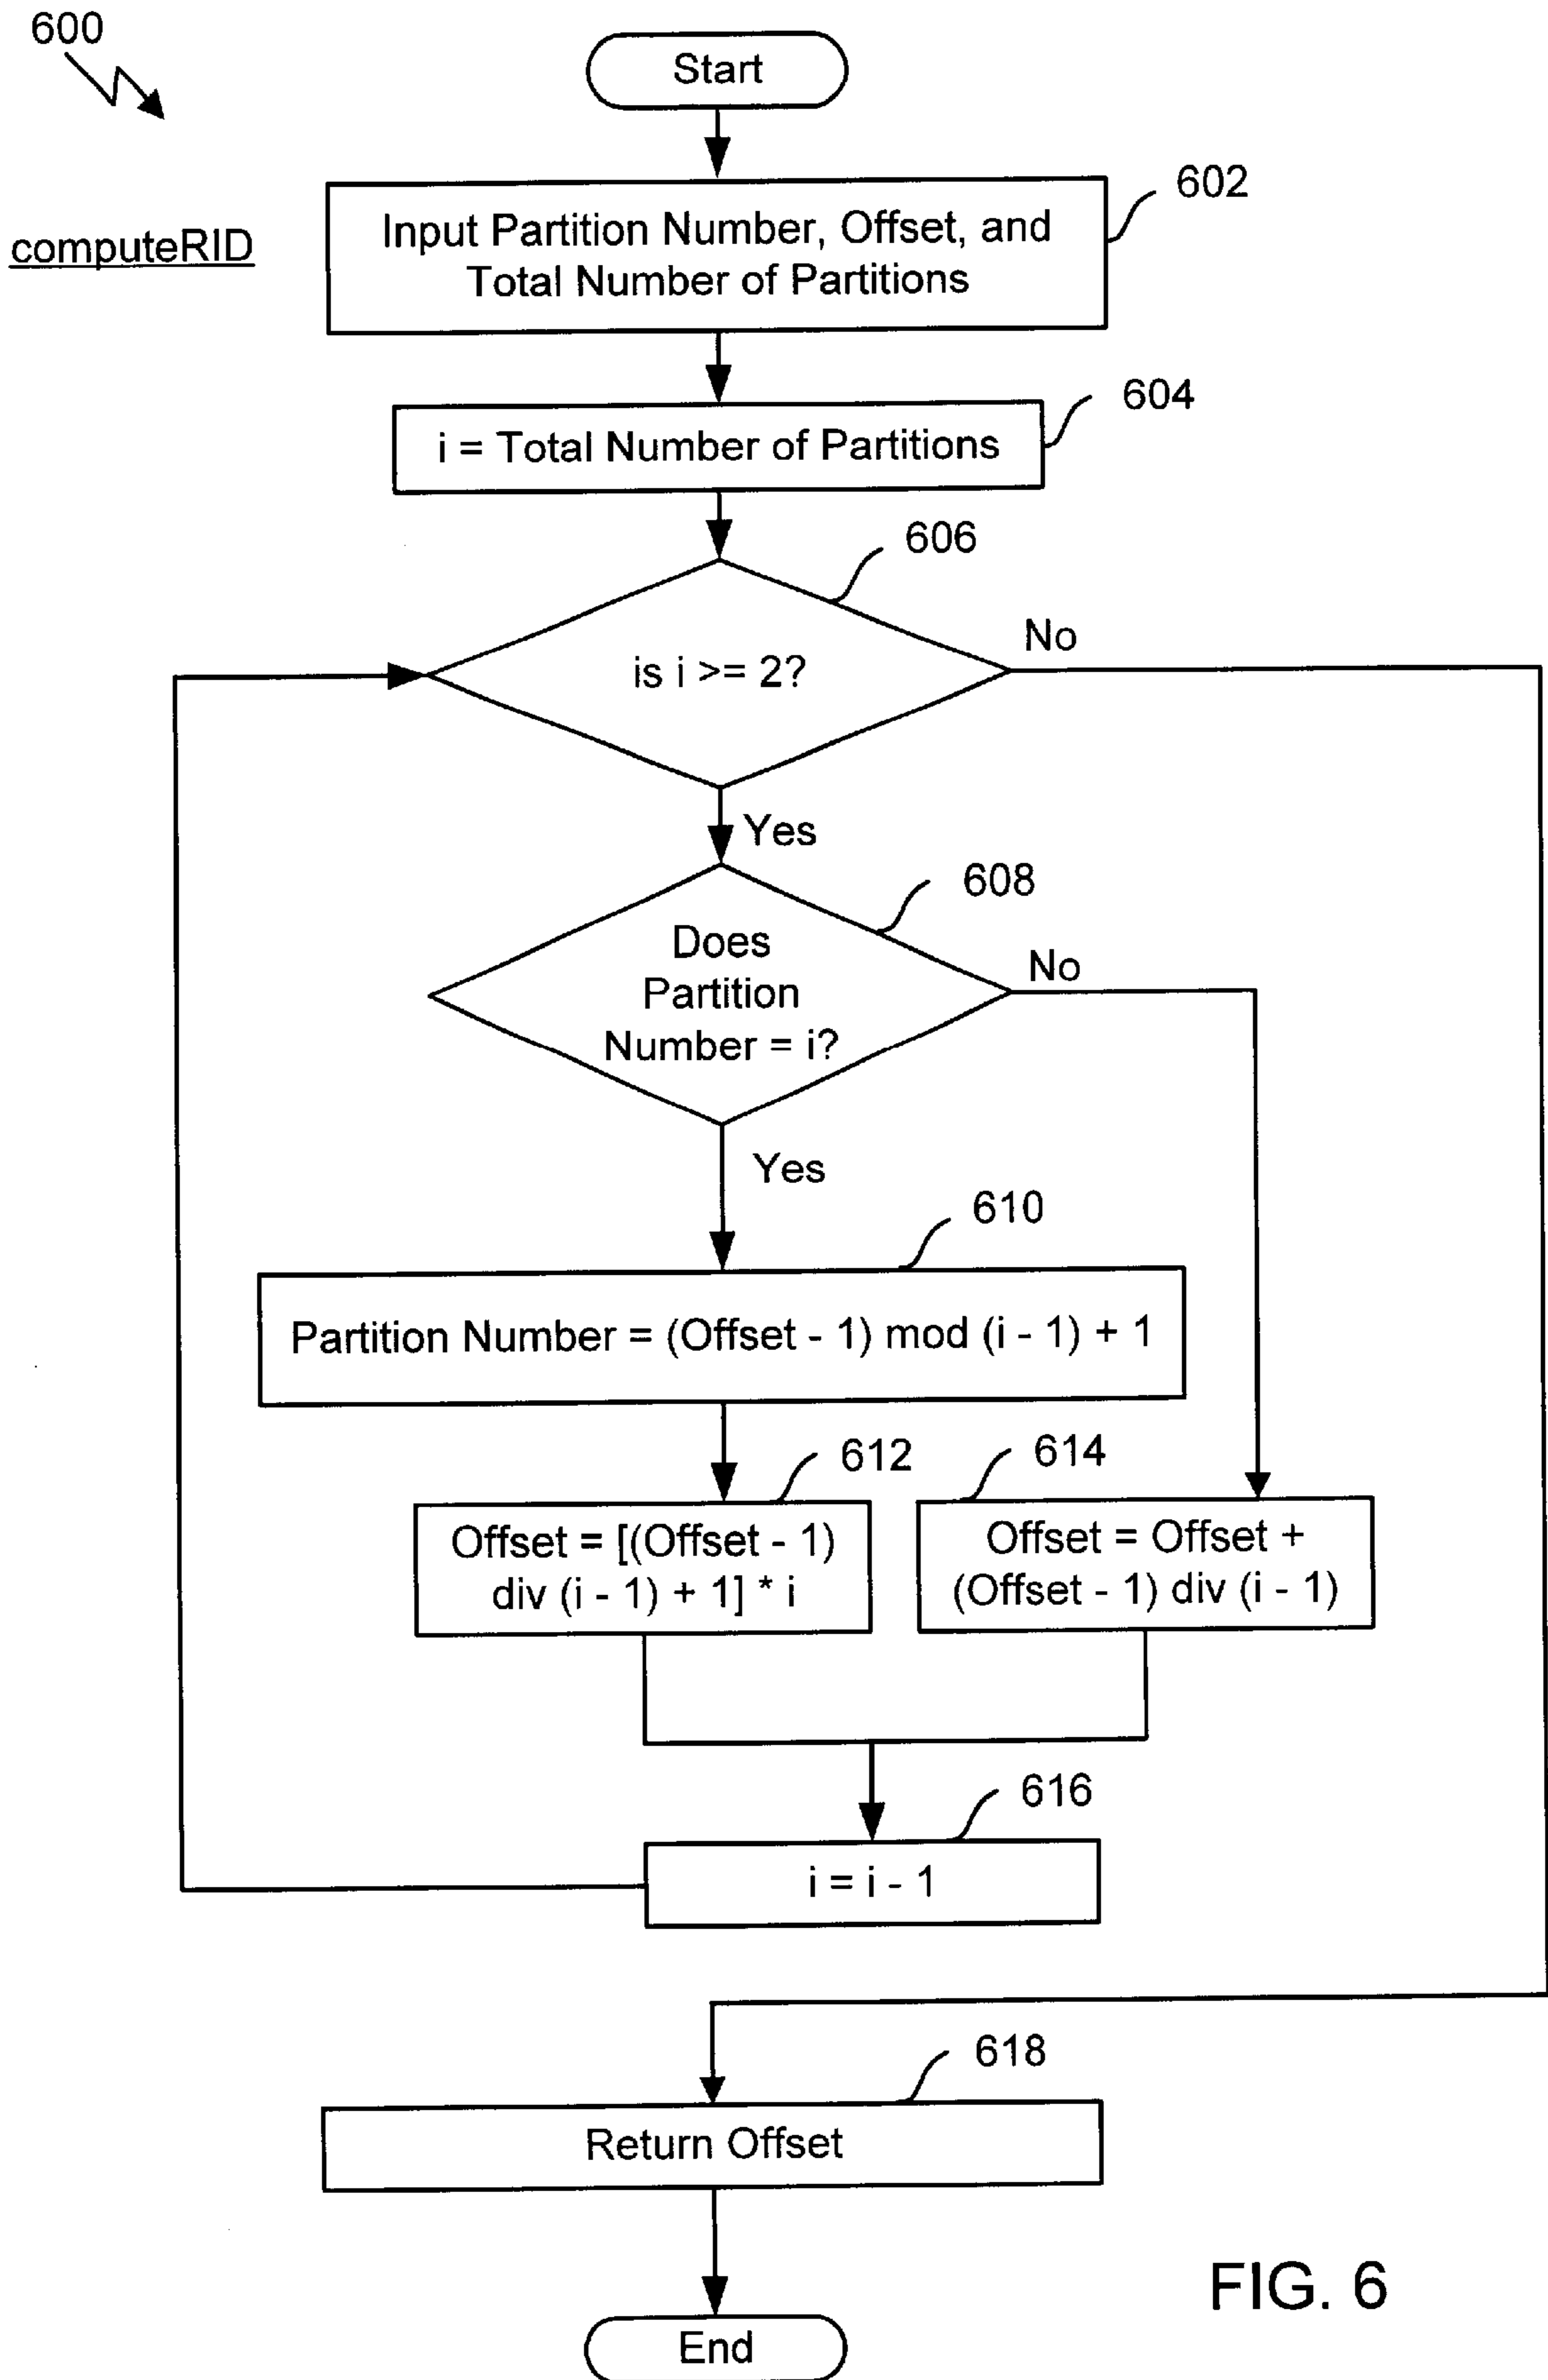 600
Start
602
computeRID
Input Partition Number, Offset, and
Total Number of Partitions
604
i = Total Number of Partitions
606
is i >= 2?
No
Yes
608
Does
Partition
Number = i?
No
Yes
610
Partition Number = (Offset - 1) mod (i - 1) + 1
612
Offset = [(Offset - 1)
div (i - 1) + 1] * i
614
Offset = Offset +
(Offset - 1) div (i - 1)
616
i = i - 1
618
Return Offset
End
FIG. 6